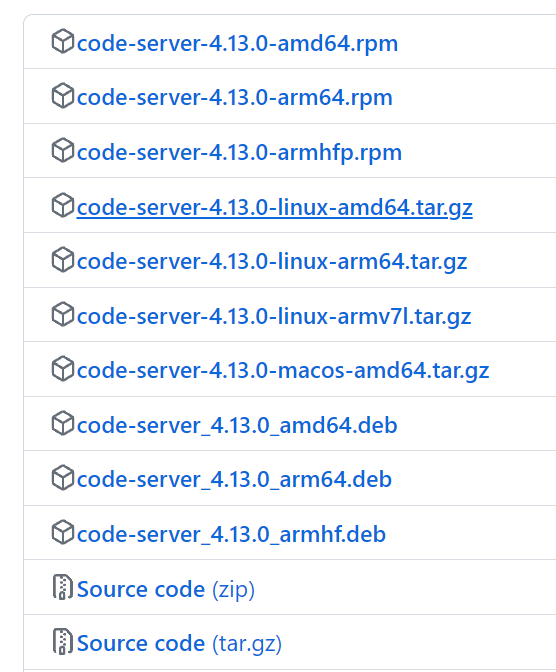 code-server-4.13.0-amd64.rpm
code-server-4.13.0-arm64.rpm
code-server-4.13.0-armhfp.rpm
code-server-4.13.0-linux-amd64.tar.gz
code-server-4.13.0-linux-arm64.tar.gz
code-server-4.13.0-linux-armv7l.tar.gz
code-server-4.13.0-macos-amd64.tar.gz
code-server_4.13.0_amd64.deb
code-server_4.13.0_arm64.deb
code-server_4.13.0_armhf.deb
Source code (zip)
Source code (tar.gz)